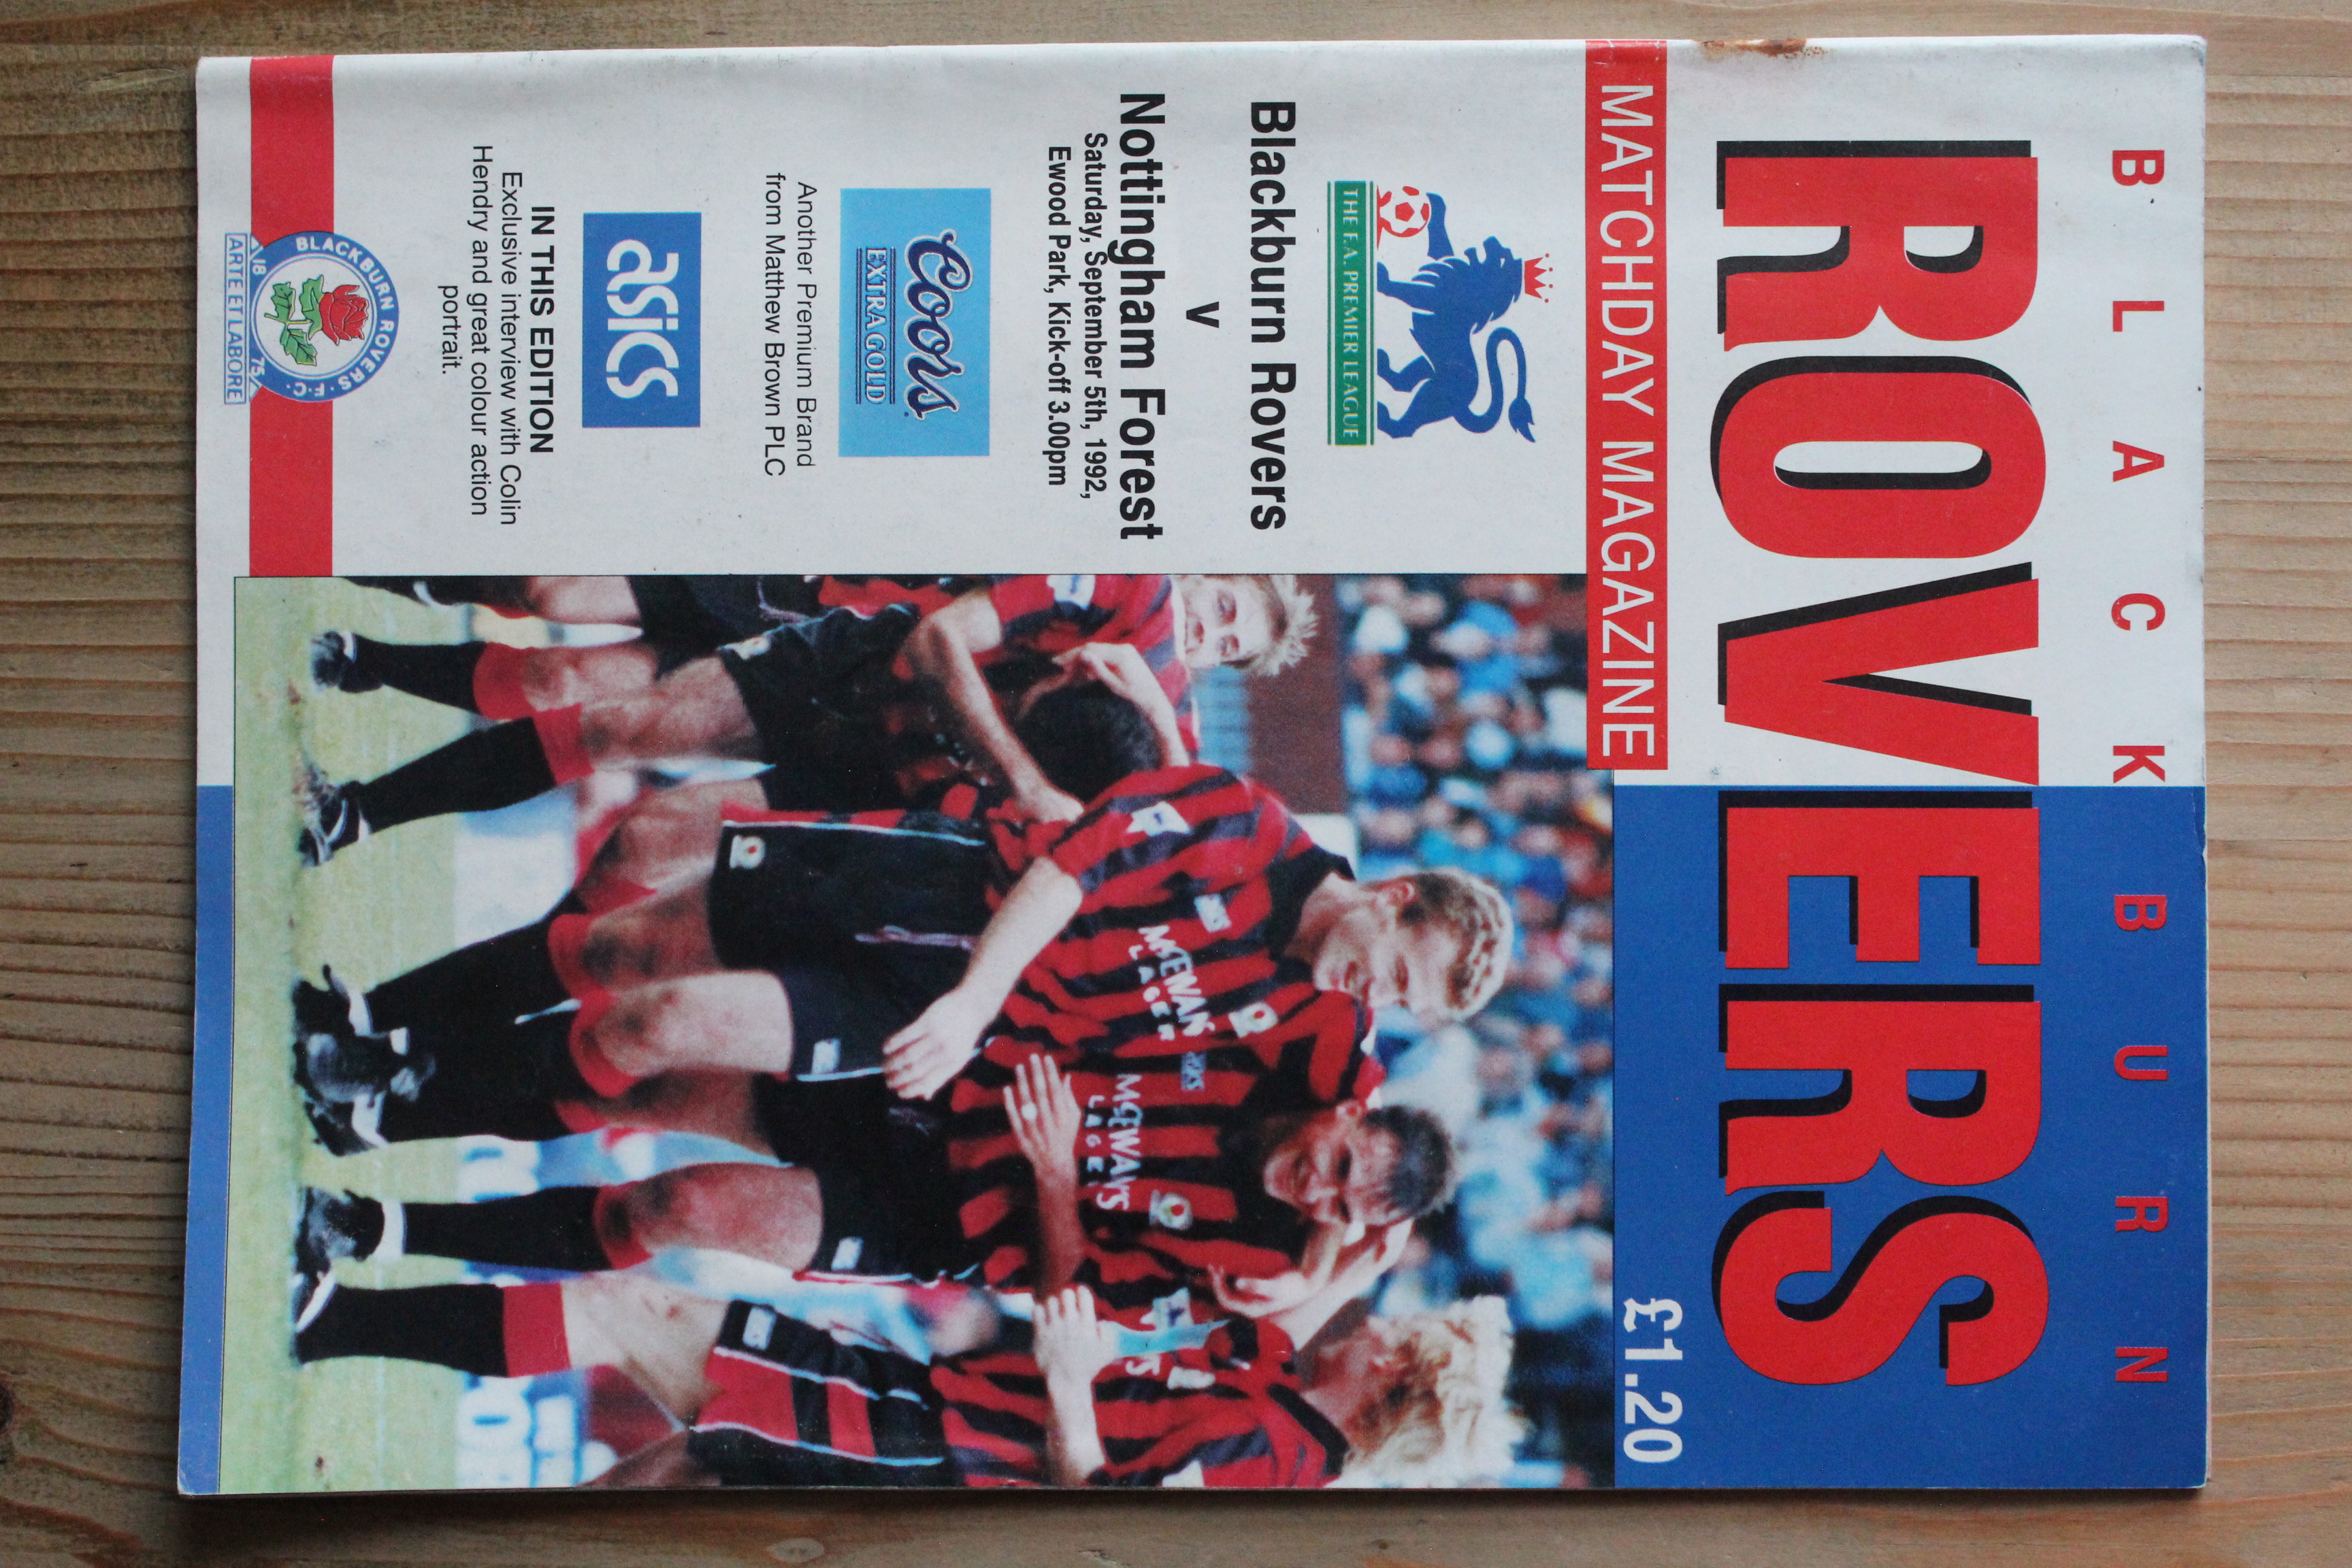 BLACKBURN
ROVERS
MATCHDAY MAGAZINE
£1.20
THE F.A. PREMIER LEAGUE
Blackburn Rovers
v
Nottingham Forest
Saturday, September 5th, 1992,
Ewood Park, Kick-off 3.00pm
Coors
EXTRA GOLD
Another Premium Brand
from Matthew Brown PLC
asics
IN THIS EDITION
Exclusive interview with Colin
Hendry and great colour action
portrait.
BLACKBURN ROVERS F.C.
18 75
ARTE ET LABORE
McEWAN'S
LAGER
McEWAN'S
LAGER